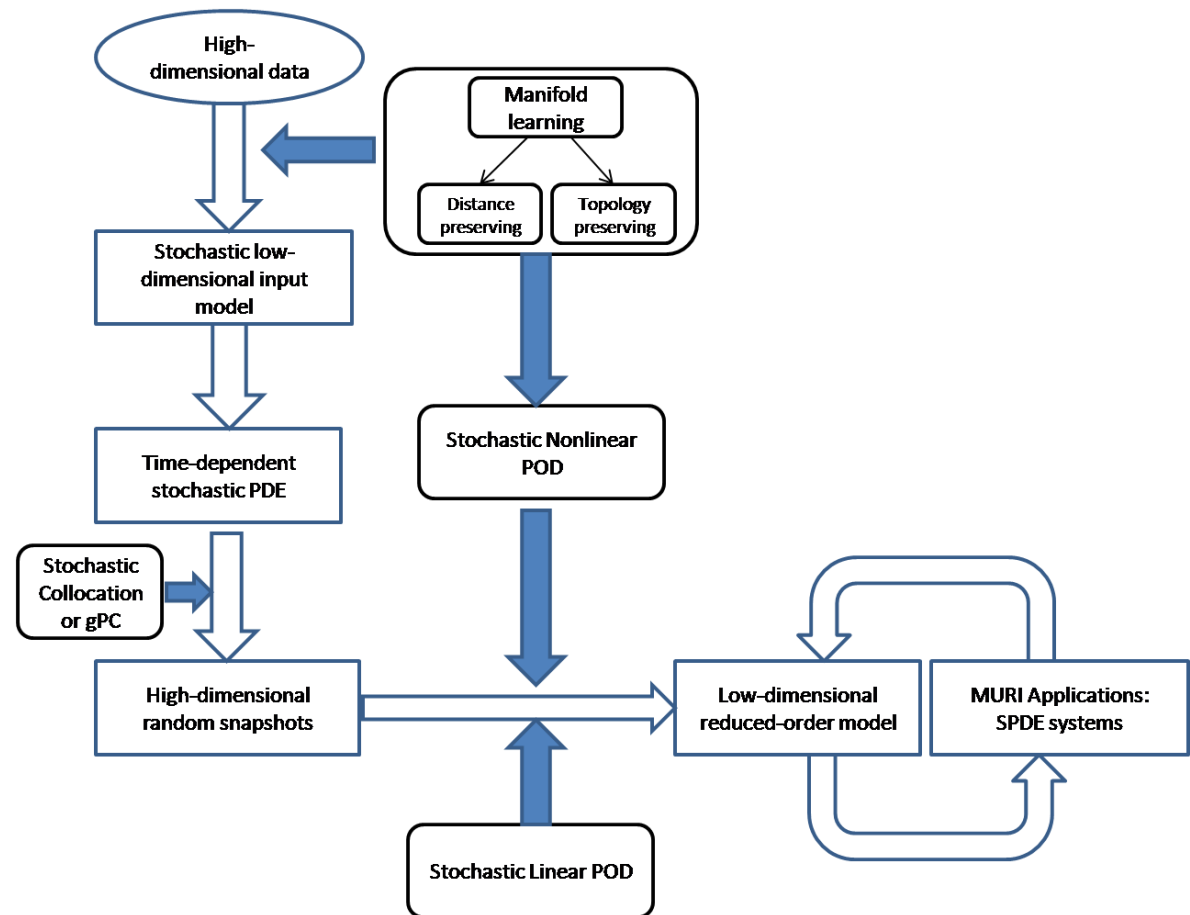 High-
dimensional data
Manifold
learning
Distance
preserving
Topology
preserving
Stochastic low-
dimensional input
model
Stochastic Nonlinear
POD
Time-dependent
stochastic PDE
Stochastic
Collocation
or gPC
High-dimensional
random snapshots
Low-dimensional
reduced-order model
MURI Applications:
SPDE systems
Stochastic Linear POD